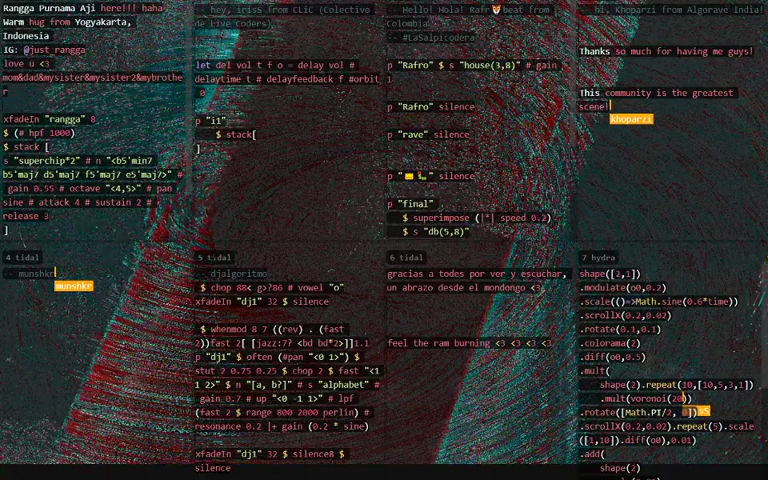 Rangga Purnama Aji here!!! haha
Warm hug from Yogyakarta,
Indonesia
IG: @just_rangga
love u <3
mom&dad&mysister&mysister2&mybrothe
r
xfadeIn "rangga" 8
$ (# hpf 1000)
$ stack [
s "superchip*2" # n "<b5'min7
b5'maj7 d5'maj7 f5'maj7 e5'maj7>" #
gain 0.55 # octave "<4,5>" # pan
sine # attack 4 # sustain 2 #
release 3
]
-- hey, iciss from CLiC (Colectivo
de Live Coders)
let del vol t f o = delay vol #
delaytime t # delayfeedback f #orbit
0
p "i1"
$ stack[
]
-- Hello! Hola! Rafr🦊beat from
Colombia
-- #LaSalpicodera
p "Rafro" $ s "house(3,8)" # gain
1
p "Rafro" silence
p "rave" silence
p "" silence
p "final"
$ superimpose (|*| speed 0.2)
$ s "db(5,8)"
hi, Khoparzi from Algorave India!
Thanks so much for having me guys!
This community is the greatest
scene!
khoparzi
4 tidal
-- munshkr
munshkr
5 tidal
-- djalgoritmo
$ chop 88< g>?86 # vowel "o"
xfadeIn "dj1" 32 $ silence
$ whenmod 8 7 ((rev) . (fast
2))fast 2[ [jazz:7? <bd bd*2>]]1.1
p "dj1" $ often (#pan "<0 1>") $
stut 2 0.75 0.25 $ chop 2 $ fast "<1
1 2>" $ n "[a, b?]" # s "alphabet" #
gain 0.7 # up "<0 -1 1>" # lpf
(fast 2 $ range 800 2000 perlin) #
resonance 0.2 |+ gain (0.2 * sine)
xfadeIn "dj1" 32 $ silence8 $
silence
6 tidal
gracias a todes por ver y escuchar,
un abrazo desde el mondongo <3
feel the ram burning <3 <3 <3 <3
7 hydra
shape([2,1])
.modulate(o0,0.2)
.scale(()=>Math.sine(0.6*time))
.scrollX(0.2,0.02)
.rotate(0.1,0.1)
.colorama(2)
.diff(o0,0.5)
.mult(
shape(2).repeat(10,[10,5,3,1])
.mult(voronoi(20))
.rotate([Math.PI/2, 0])
.scrollX(0.2,0.02).repeat(5).scale
([1,10]).diff(o0),0.01)
.add(
shape(2)